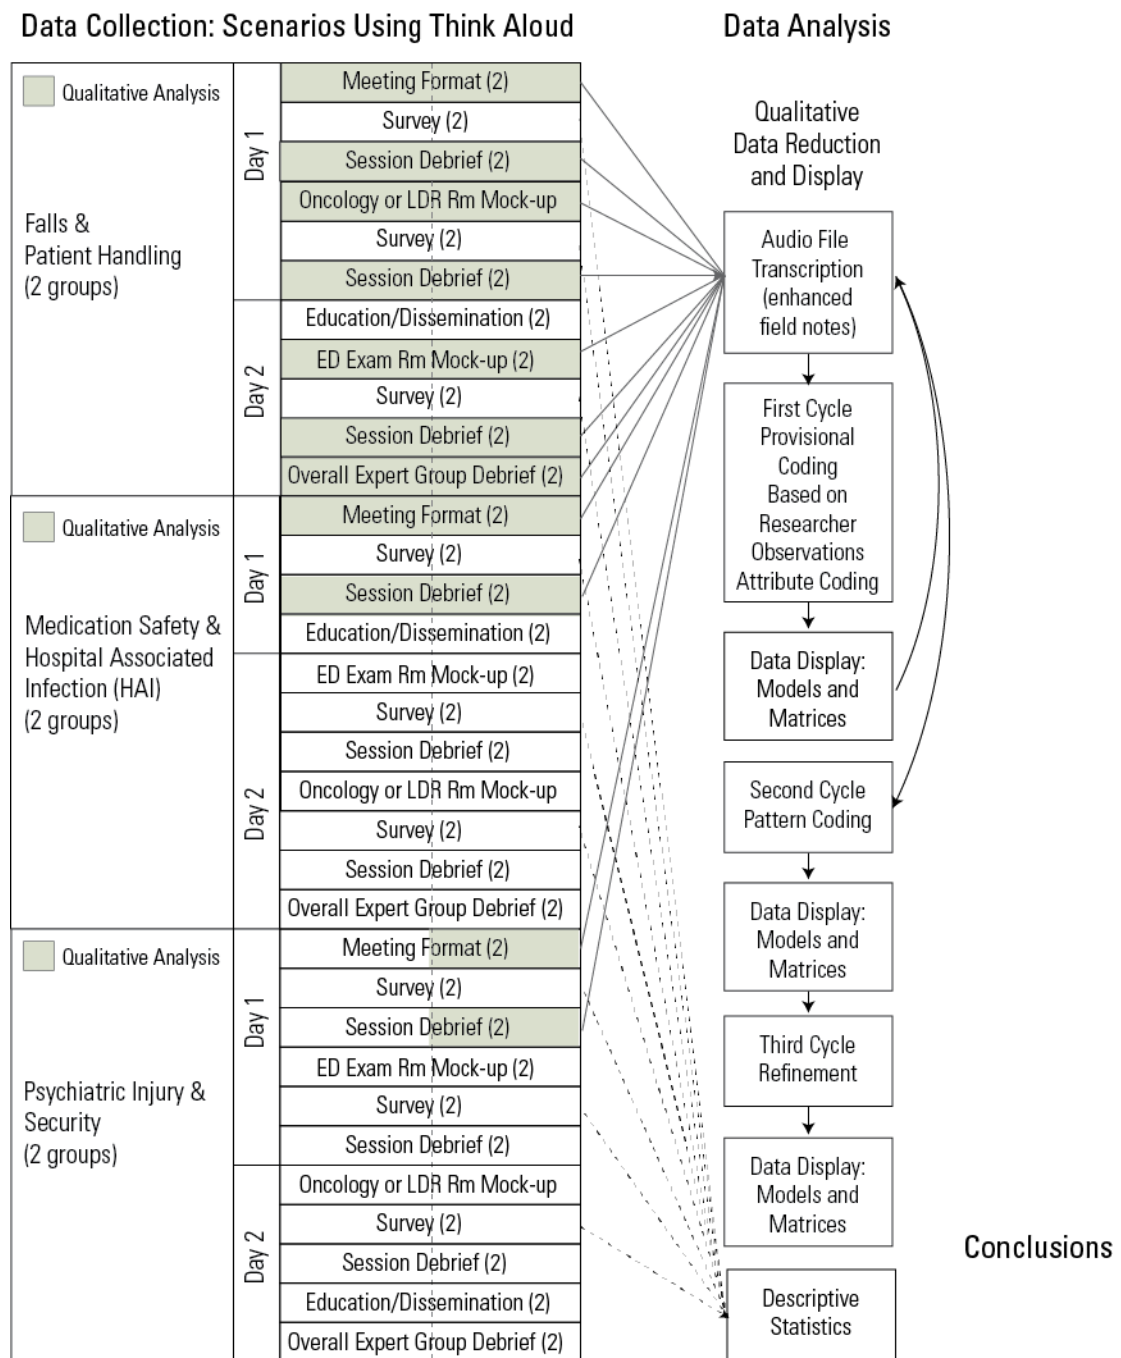 Data Collection: Scenarios Using Think Aloud
Data Analysis
Qualitative Analysis
Falls &
Patient Handling
(2 groups)
Day 1
Meeting Format (2)
Survey (2)
Session Debrief (2)
Oncology or LDR Rm Mock-up
Survey (2)
Session Debrief (2)
Day 2
Education/Dissemination (2)
ED Exam Rm Mock-up (2)
Survey (2)
Session Debrief (2)
Overall Expert Group Debrief (2)
Qualitative Analysis
Medication Safety &
Hospital Associated
Infection (HAI)
(2 groups)
Day 1
Meeting Format (2)
Survey (2)
Session Debrief (2)
Education/Dissemination (2)
Day 2
ED Exam Rm Mock-up (2)
Survey (2)
Session Debrief (2)
Oncology or LDR Rm Mock-up
Survey (2)
Session Debrief (2)
Overall Expert Group Debrief (2)
Qualitative Analysis
Psychiatric Injury &
Security
(2 groups)
Day 1
Meeting Format (2)
Survey (2)
Session Debrief (2)
ED Exam Rm Mock-up (2)
Survey (2)
Session Debrief (2)
Day 2
Oncology or LDR Rm Mock-up
Survey (2)
Session Debrief (2)
Education/Dissemination (2)
Overall Expert Group Debrief (2)
Qualitative
Data Reduction
and Display
Audio File
Transcription
(enhanced
field notes)
First Cycle
Provisional
Coding
Based on
Researcher
Observations
Attribute Coding
Data Display:
Models and
Matrices
Second Cycle
Pattern Coding
Data Display:
Models and
Matrices
Third Cycle
Refinement
Data Display:
Models and
Matrices
Descriptive
Statistics
Conclusions